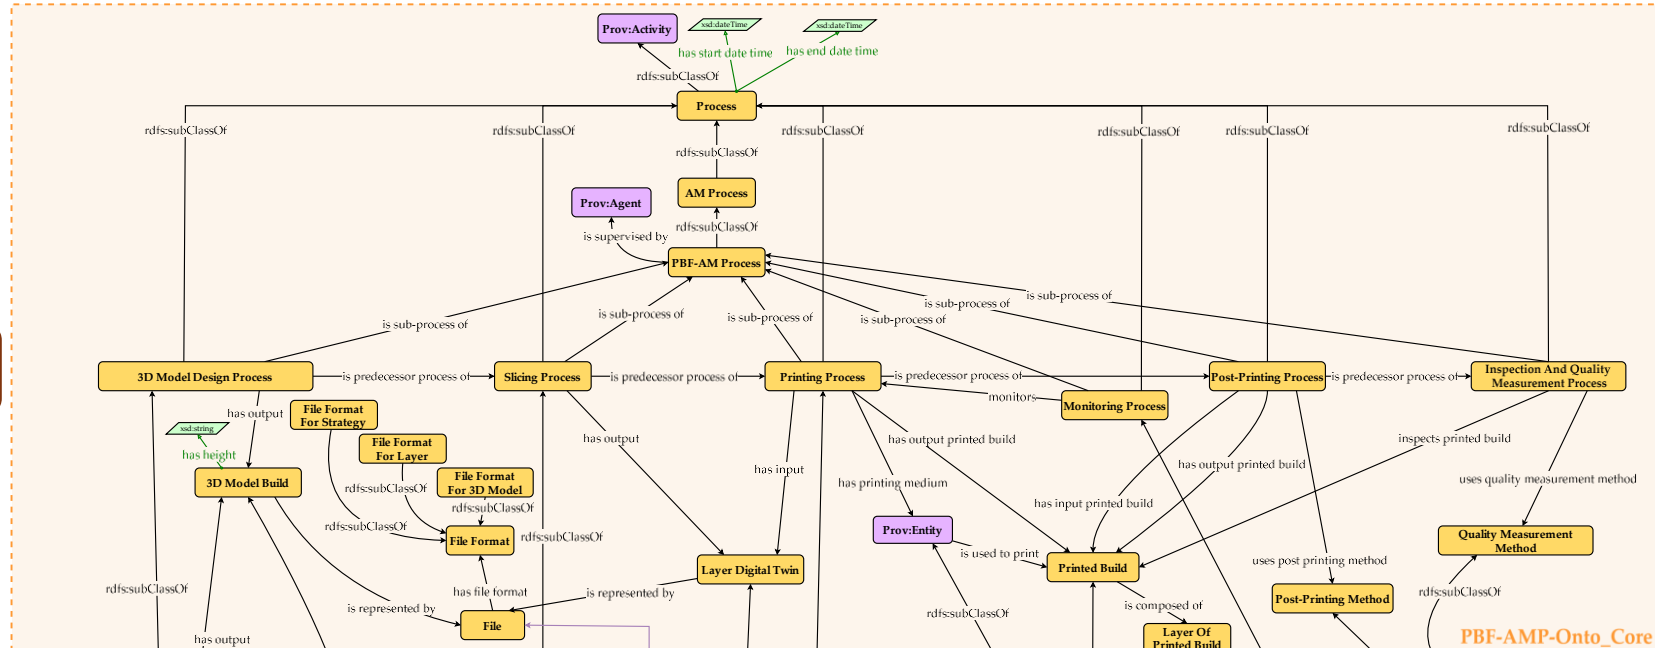 Prov:Activity
xsd:dateTime
xsd:dateTime
has start date time
has end date time
rdfs:subClassOf
Process
rdfs:subClassOf
rdfs:subClassOf
rdfs:subClassOf
rdfs:subClassOf
rdfs:subClassOf
rdfs:subClassOf
rdfs:subClassOf
AM Process
Prov:Agent
rdfs:subClassOf
is supervised by
PBF-AM Process
is sub-process of
is sub-process of
is sub-process of
is sub-process of
is sub-process of
is sub-process of
3D Model Design Process
is predecessor process of
Slicing Process
is predecessor process of
Printing Process
is predecessor process of
Post-Printing Process
is predecessor process of
Inspection And Quality
Measurement Process
monitors
Monitoring Process
has output
File Format
For Strategy
xsd:string
has height
File Format
For Layer
has output
has output printed build
inspects printed build
3D Model Build
File Format
For 3D Model
has input
has output printed build
has printing medium
uses quality measurement method
rdfs:subClassOf
rdfs:subClassOf
rdfs:subClassOf
has input printed build
File Format
rdfs:subClassOf
Prov:Entity
Quality Measurement
Method
is used to print
uses post printing method
Layer Digital Twin
Printed Build
rdfs:subClassOf
has file format
is represented by
rdfs:subClassOf
Post-Printing Method
is represented by
is composed of
rdfs:subClassOf
File
has output
Layer Of
Printed Build
PBF-AMP-Onto_Core